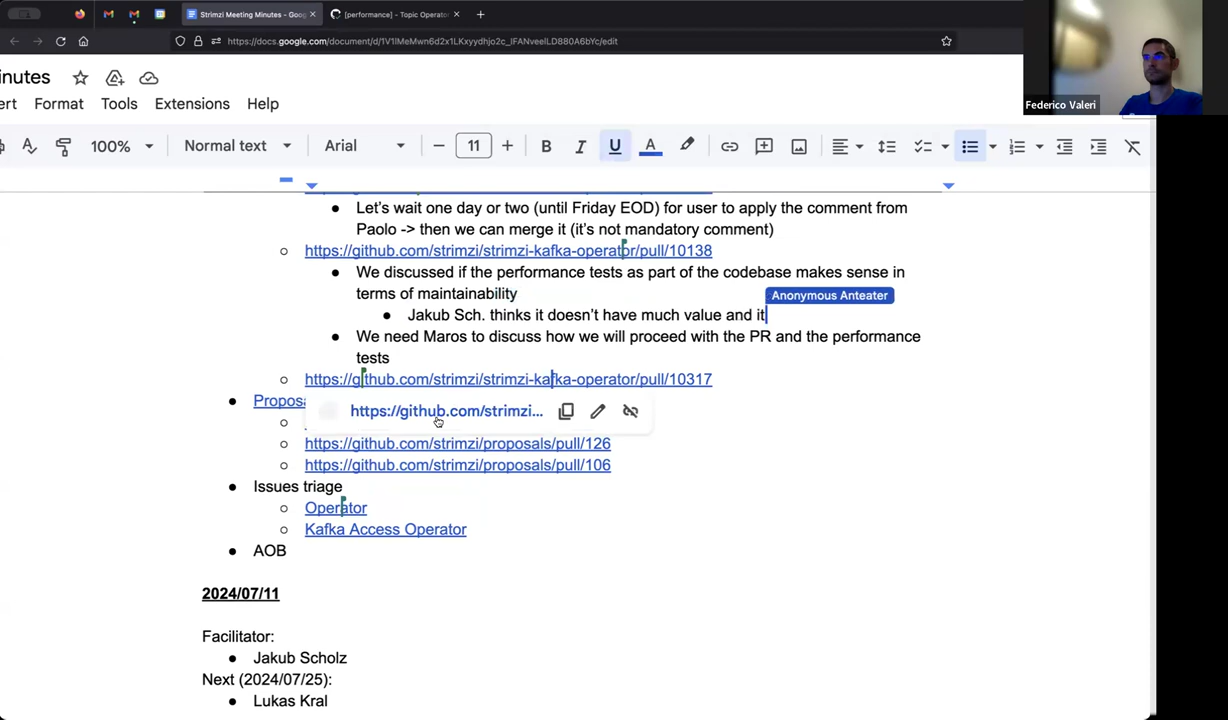 Strimzi Meeting Minutes - Goog
[performance] - Topic Operator
https://docs.google.com/document/d/1V1lMeMwn6d2x1LKxyydhjo2c_lFANveelLD880A6bYc/edit
Federico Valeri
inutes
rt Format Tools Extensions Help
100% Normal text Arial 11
Let's wait one day or two (until Friday EOD) for user to apply the comment from
Paolo -> then we can merge it (it's not mandatory comment)
https://github.com/strimzi/strimzi-kafka-operator/pull/10138
We discussed if the performance tests as part of the codebase makes sense in
terms of maintainability
Anonymous Anteater
Jakub Sch. thinks it doesn't have much value and it
We need Maros to discuss how we will proceed with the PR and the performance
tests
https://github.com/strimzi/strimzi-kafka-operator/pull/10317
Proposa
https://github.com/strimzi...
https://github.com/strimzi/proposals/pull/126
https://github.com/strimzi/proposals/pull/106
Issues triage
Operator
Kafka Access Operator
AOB
2024/07/11
Facilitator:
Jakub Scholz
Next (2024/07/25):
Lukas Kral